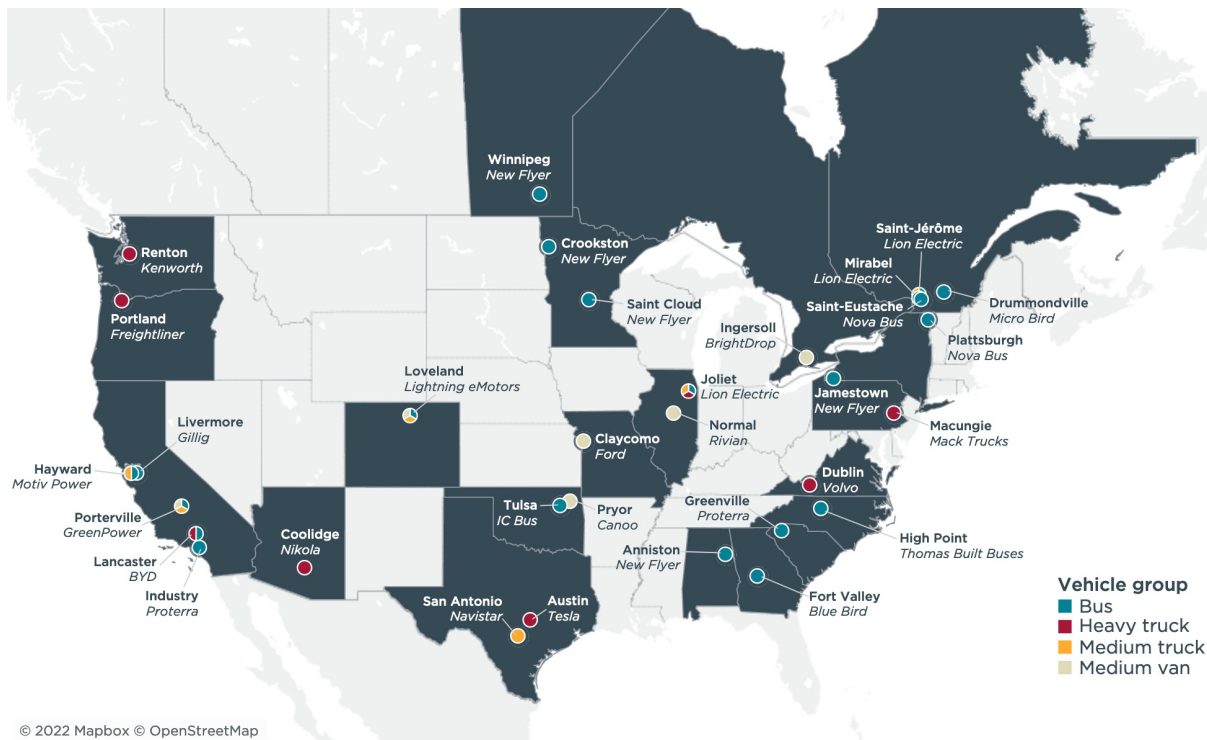 Winnipeg
New Flyer
Renton
Kenworth
Portland
Freightliner
Crookston
New Flyer
Saint Cloud
New Flyer
Saint-Jérôme
Lion Electric
Mirabel
Lion Electric
Saint-Eustache
Nova Bus
Drummondville
Micro Bird
Plattsburgh
Nova Bus
Ingersoll
BrightDrop
Loveland
Lightning eMotors
Joliet
Lion Electric
Jamestown
New Flyer
Normal
Rivian
Macungie
Mack Trucks
Livermore
Gillig
Claycomo
Ford
Hayward
Motiv Power
Dublin
Volvo
Porterville
GreenPower
Tulsa
IC Bus
Pryor
Canoo
Greenville
Proterra
Coolidge
Nikola
High Point
Thomas Built Buses
Lancaster
BYD
Anniston
New Flyer
Industry
Proterra
San Antonio
Navistar
Austin
Tesla
Fort Valley
Blue Bird
Vehicle group
Bus
Heavy truck
Medium truck
Medium van
© 2022 Mapbox © OpenStreetMap